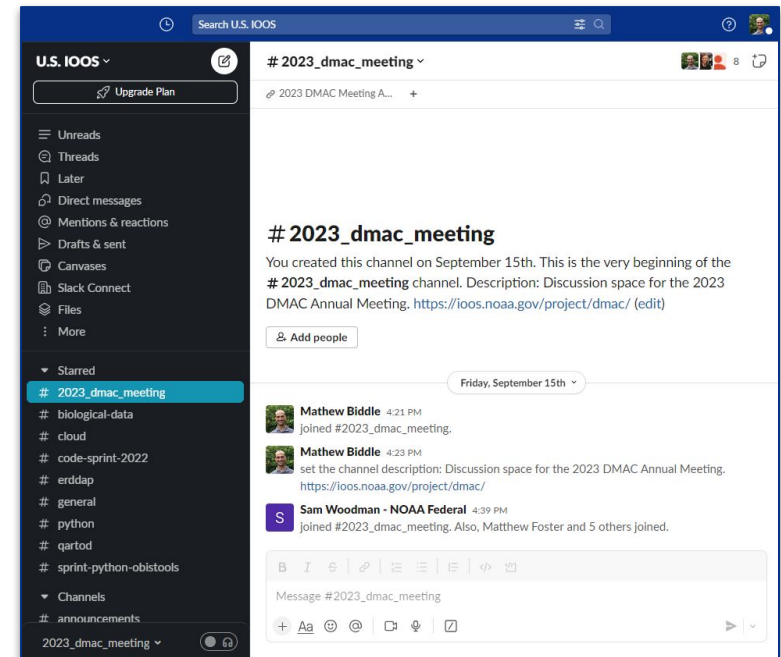 Search U.S. IOOS
U.S. IOOS
Upgrade Plan
Unreads
Threads
Later
Direct messages
Mentions & reactions
Drafts & sent
Canvases
Slack Connect
Files
More
Starred
# 2023_dmac_meeting
# biological-data
# cloud
# code-sprint-2022
# erddap
# general
# python
# qartod
# sprint-python-obistools
Channels
# announcements
2023_dmac_meeting
# 2023_dmac_meeting
8
2023 DMAC Meeting A... +
# 2023_dmac_meeting
You created this channel on September 15th. This is the very beginning of the
# 2023_dmac_meeting channel. Description: Discussion space for the 2023
DMAC Annual Meeting. https://ioos.noaa.gov/project/dmac/ (edit)
Add people
Friday, September 15th
Mathew Biddle 4:21 PM
joined #2023_dmac_meeting.
Mathew Biddle 4:23 PM
set the channel description: Discussion space for the 2023 DMAC Annual Meeting.
https://ioos.noaa.gov/project/dmac/
S
Sam Woodman - NOAA Federal 4:39 PM
joined #2023_dmac_meeting. Also, Matthew Foster and 5 others joined.
B I S </>
Message #2023_dmac_meeting
+ Aa @